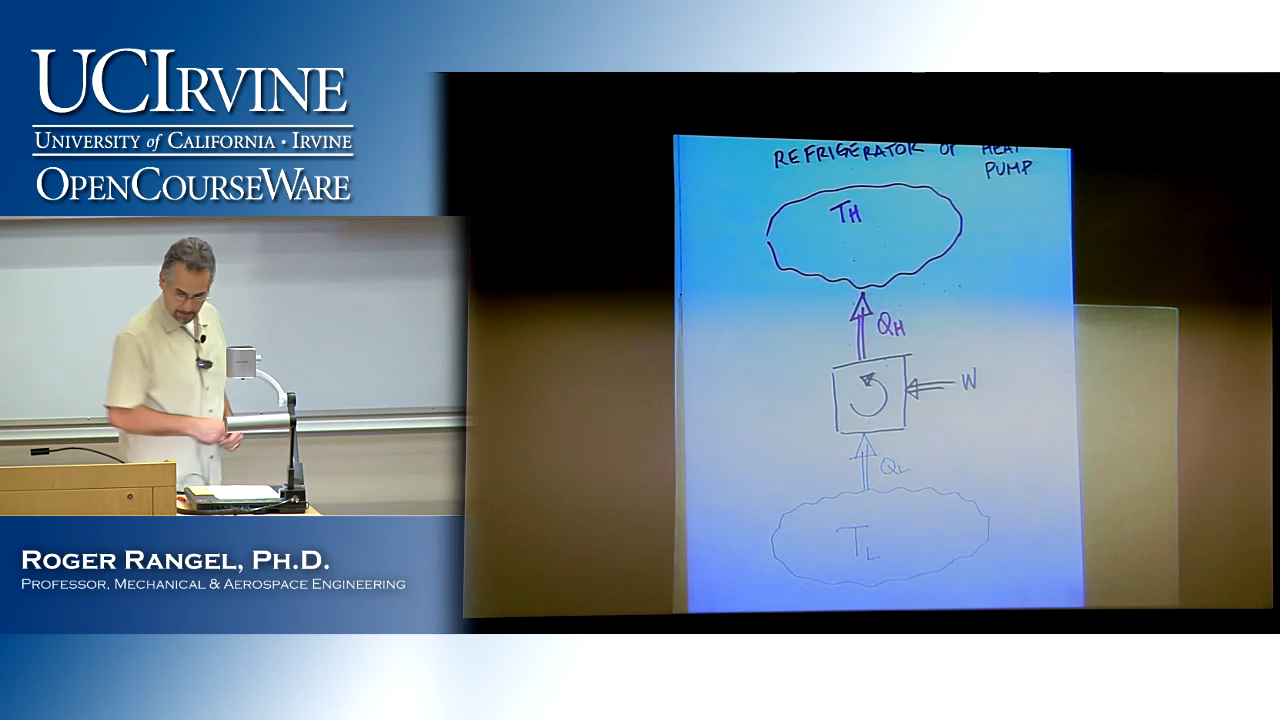 UCIRVINE
UNIVERSITY of CALIFORNIA · IRVINE
OPENCOURSEWARE
REFRIGERATOR or HEAT
PUMP
TH
QH
W
QL
TL
ROGER RANGEL, PH.D.
PROFESSOR, MECHANICAL & AEROSPACE ENGINEERING